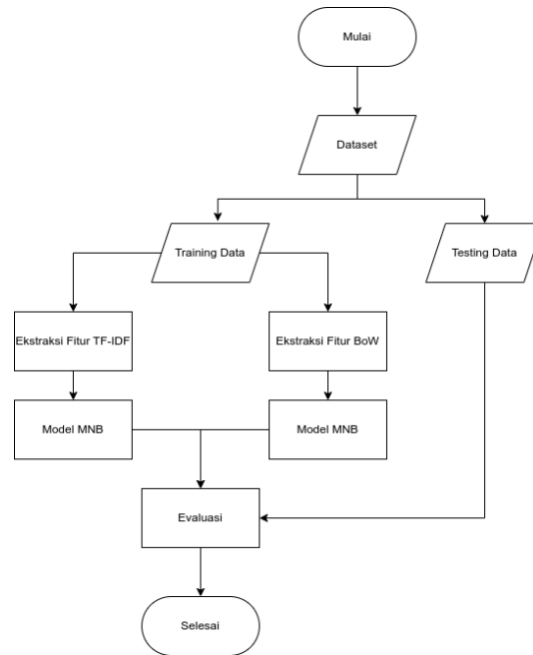 Mulai
Dataset
Training Data
Testing Data
Ekstraksi Fitur TF-IDF
Ekstraksi Fitur BoW
Model MNB
Model MNB
Evaluasi
Selesai